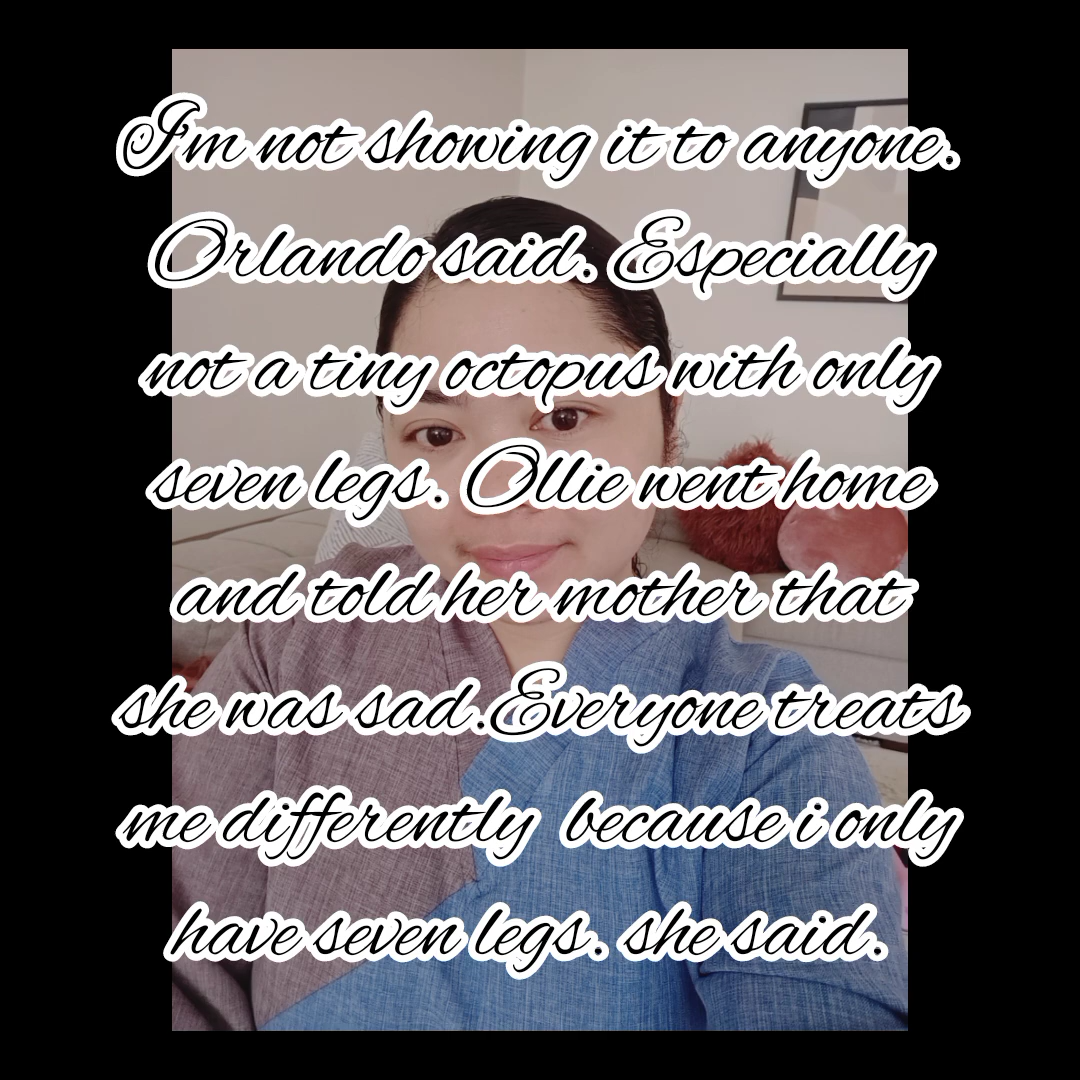 I'm not showing it to anyone.
Orlando said. Especially
not a tiny octopus with only
seven legs. Ollie went home
and told her mother that
she was sad.Everyone treats
me differently  because i only
have seven legs. she said.